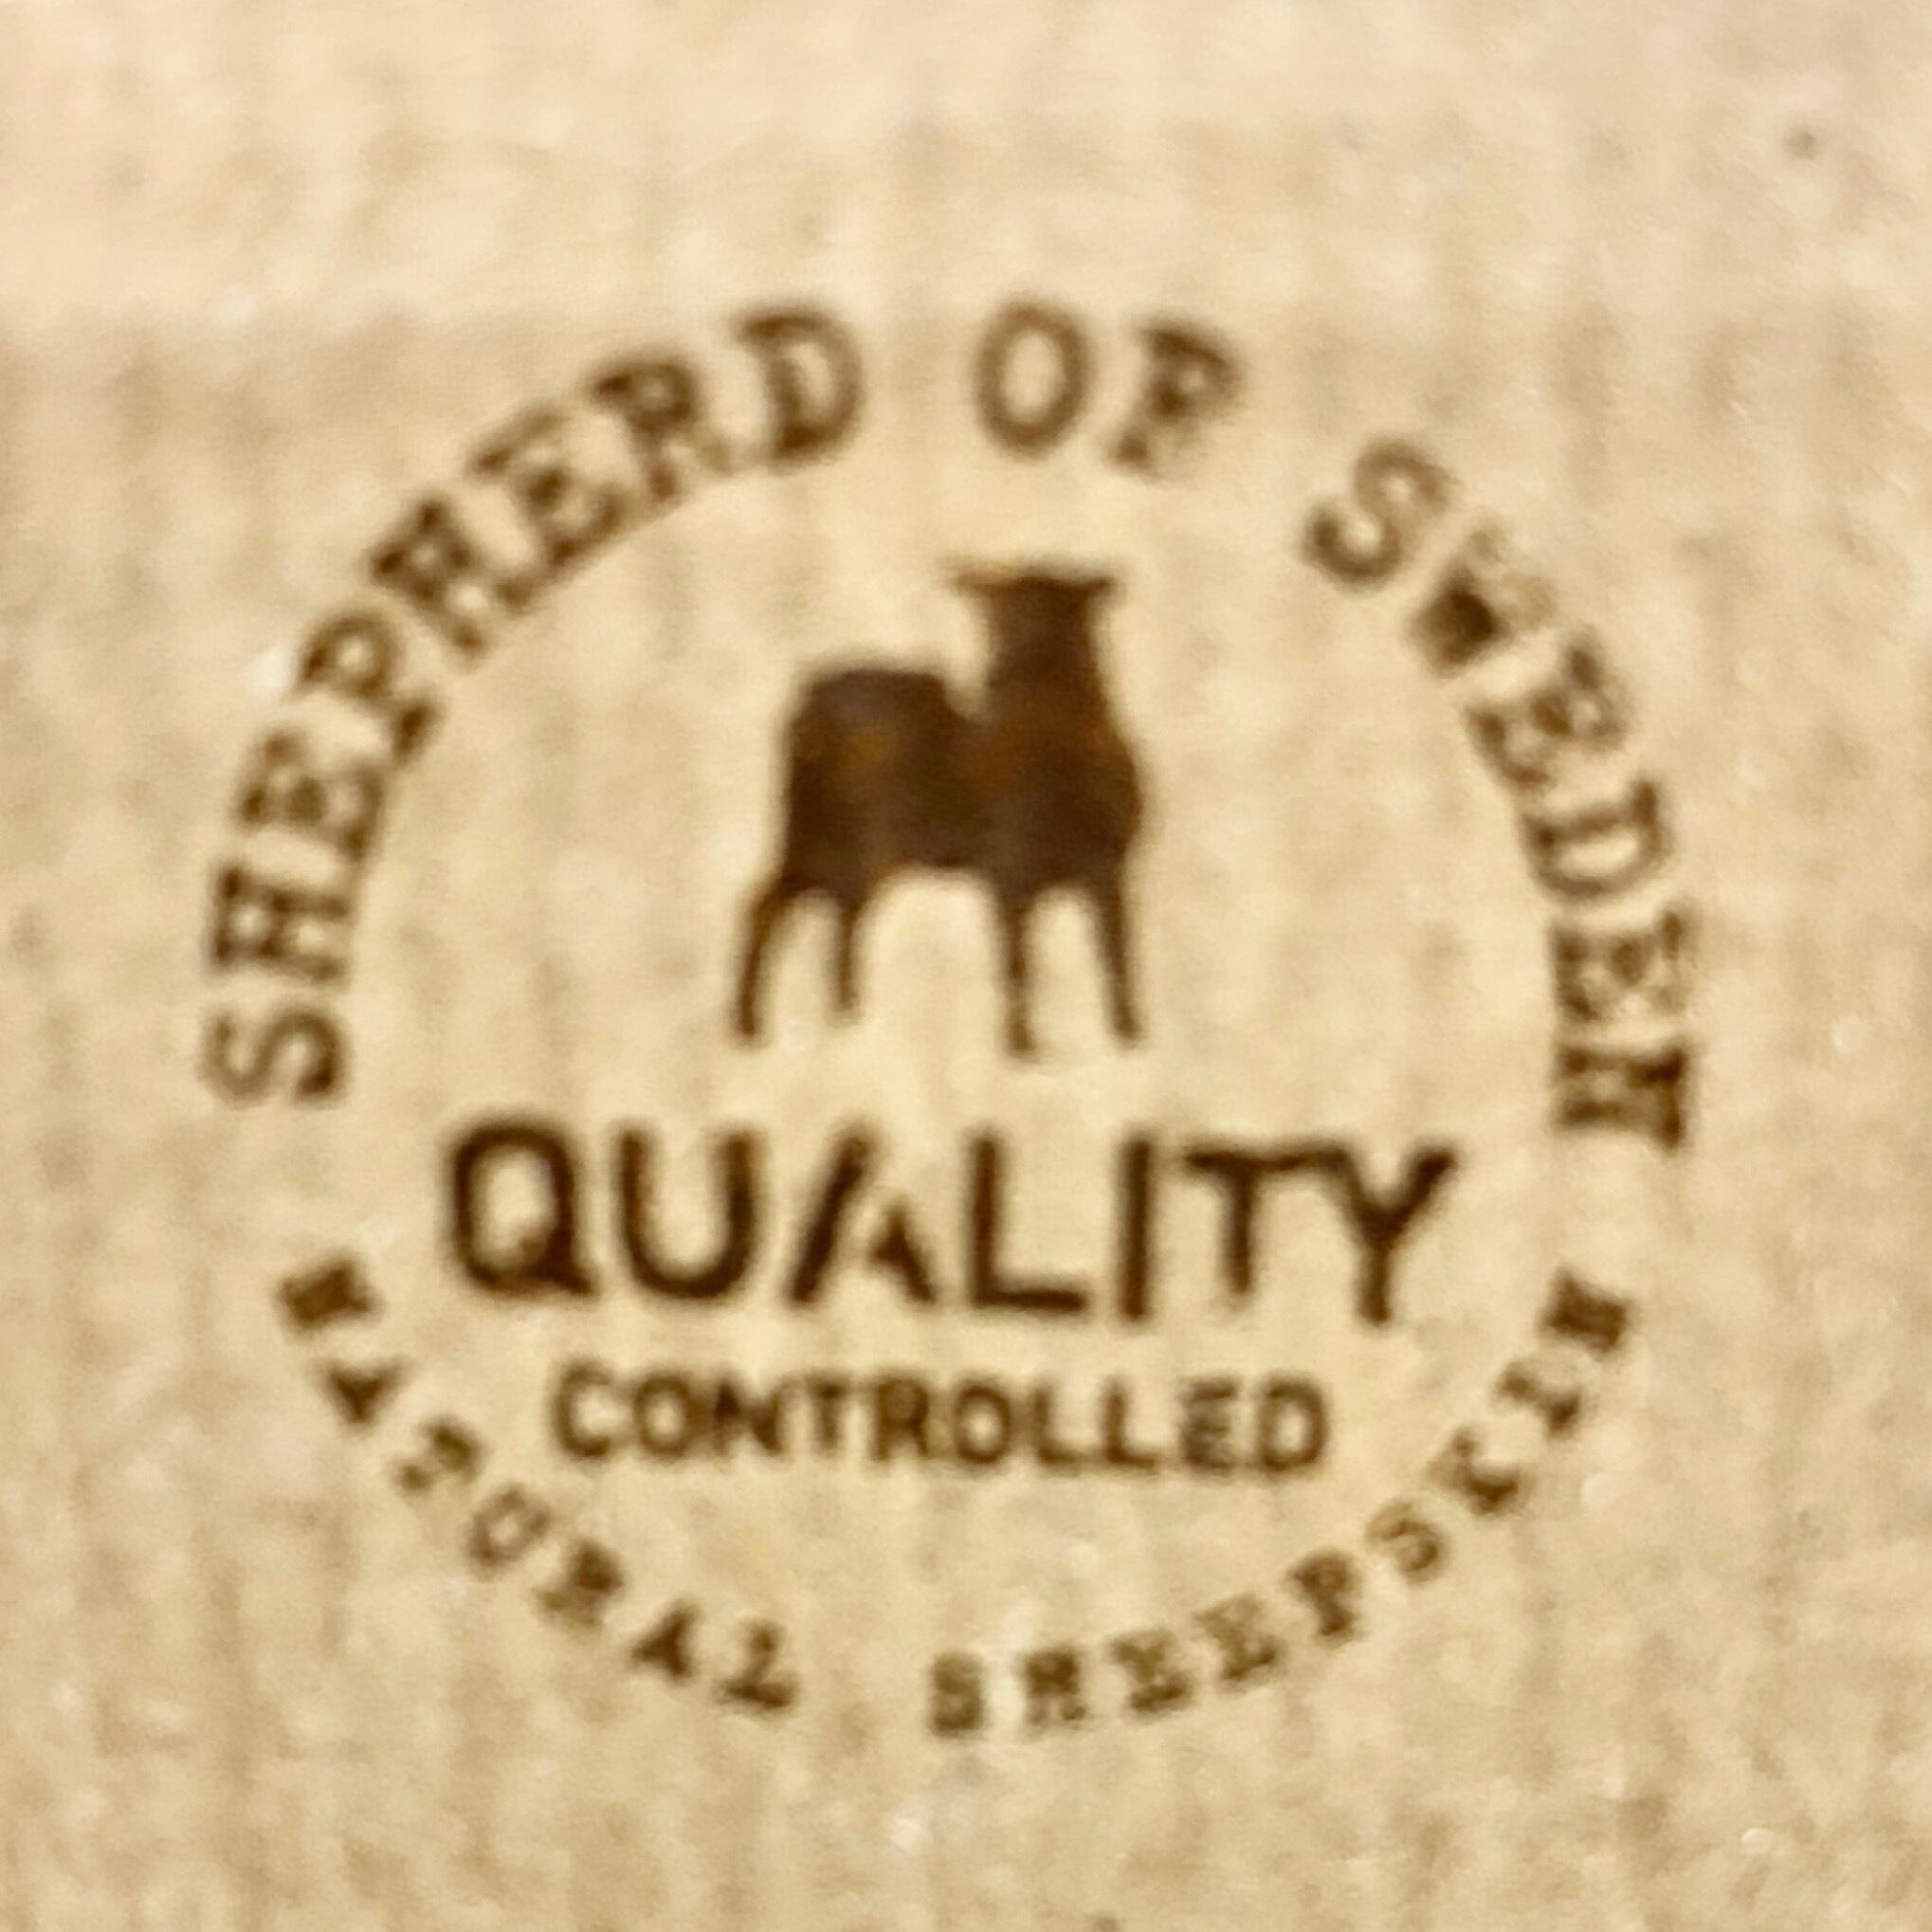 SHEPHERD OF SWEDEN
QUALITY
CONTROLLED
NATURAL SHEEPSKIN